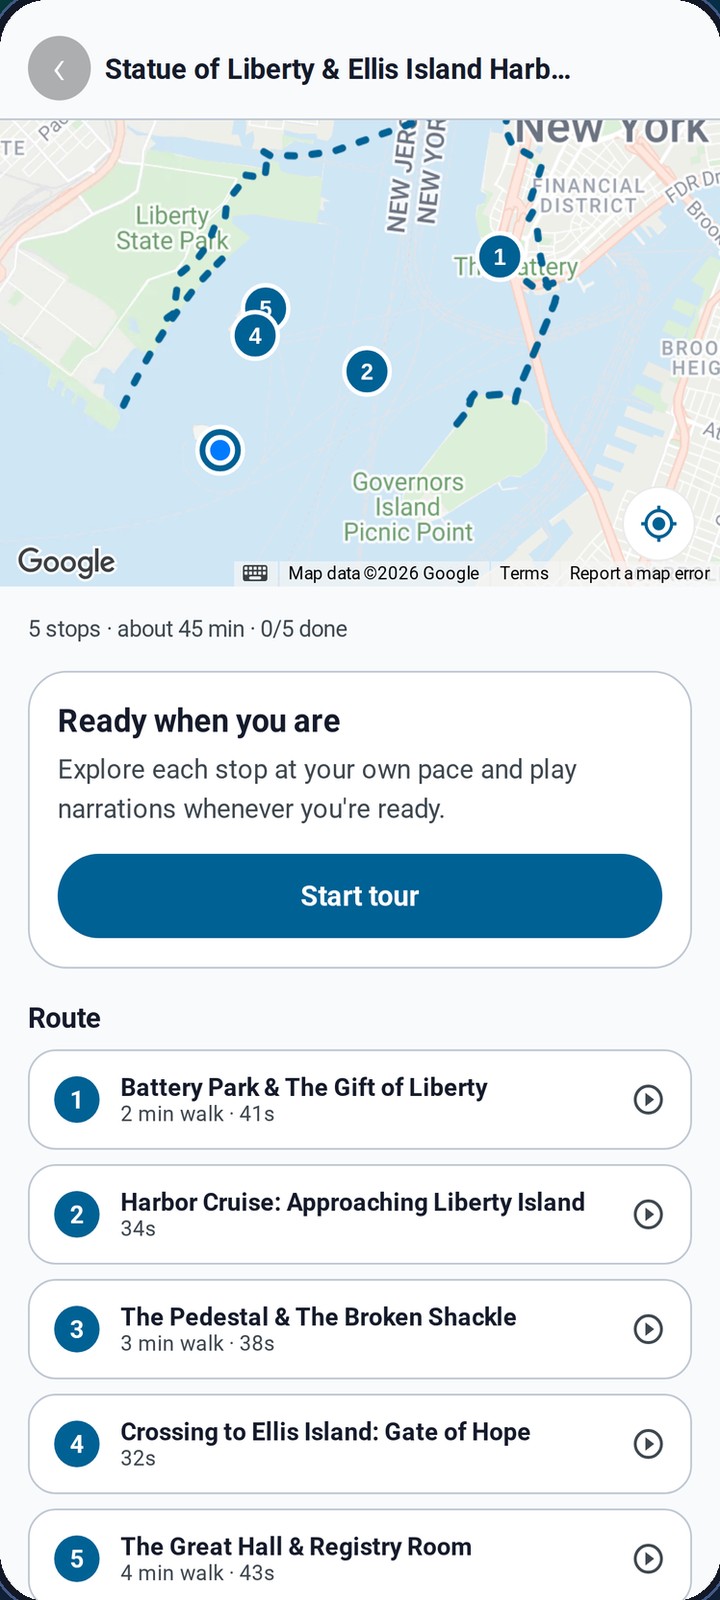 Statue of Liberty & Ellis Island Harb...
New York
NEW JER
NEW YOR
FINANCIAL
DISTRICT
FDR Dr
Liberty
State Park
1
5
4
2
BROO
HEIG
Governors
Island
Picnic Point
Google
Map data ©2026 Google
Terms
Report a map error
5 stops · about 45 min · 0/5 done
Ready when you are
Explore each stop at your own pace and play
narrations whenever you're ready.
Start tour
Route
1
Battery Park & The Gift of Liberty
2 min walk · 41s
2
Harbor Cruise: Approaching Liberty Island
34s
3
The Pedestal & The Broken Shackle
3 min walk · 38s
4
Crossing to Ellis Island: Gate of Hope
32s
5
The Great Hall & Registry Room
4 min walk · 43s